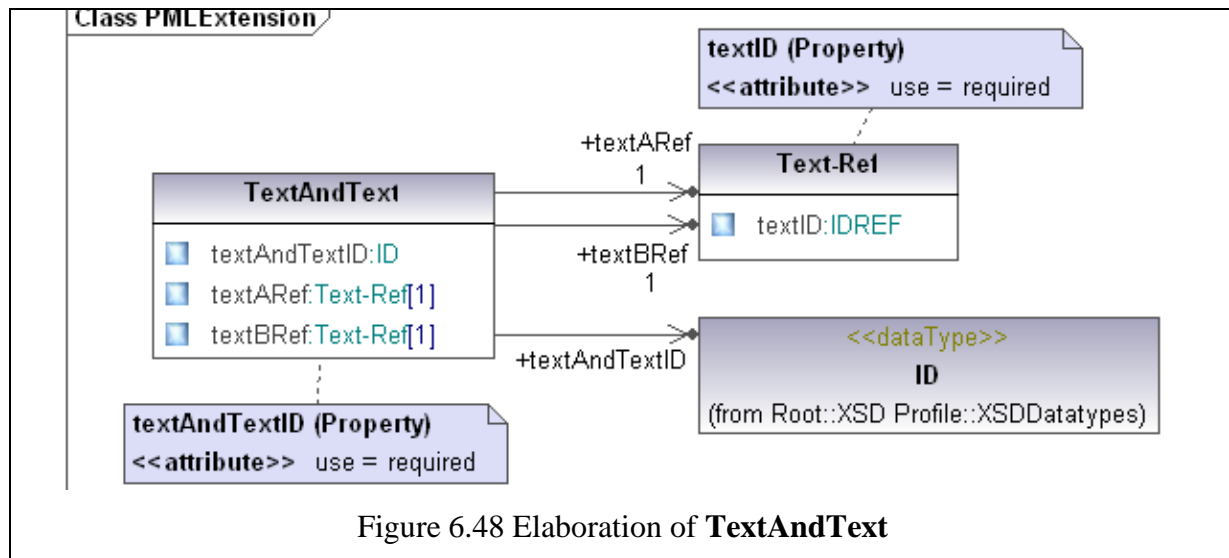 Class PMLExtension
textID (Property)
<<attribute>> use = required
+textARef
1
Text-Ref
textID:IDREF
TextAndText
textAndTextID:ID
textARef:Text-Ref[1]
textBRef:Text-Ref[1]
+textBRef
1
+textAndTextID
<<dataType>>
ID
(from Root::XSD Profile::XSDDatatypes)
textAndTextID (Property)
<<attribute>> use = required
Figure 6.48 Elaboration of TextAndText